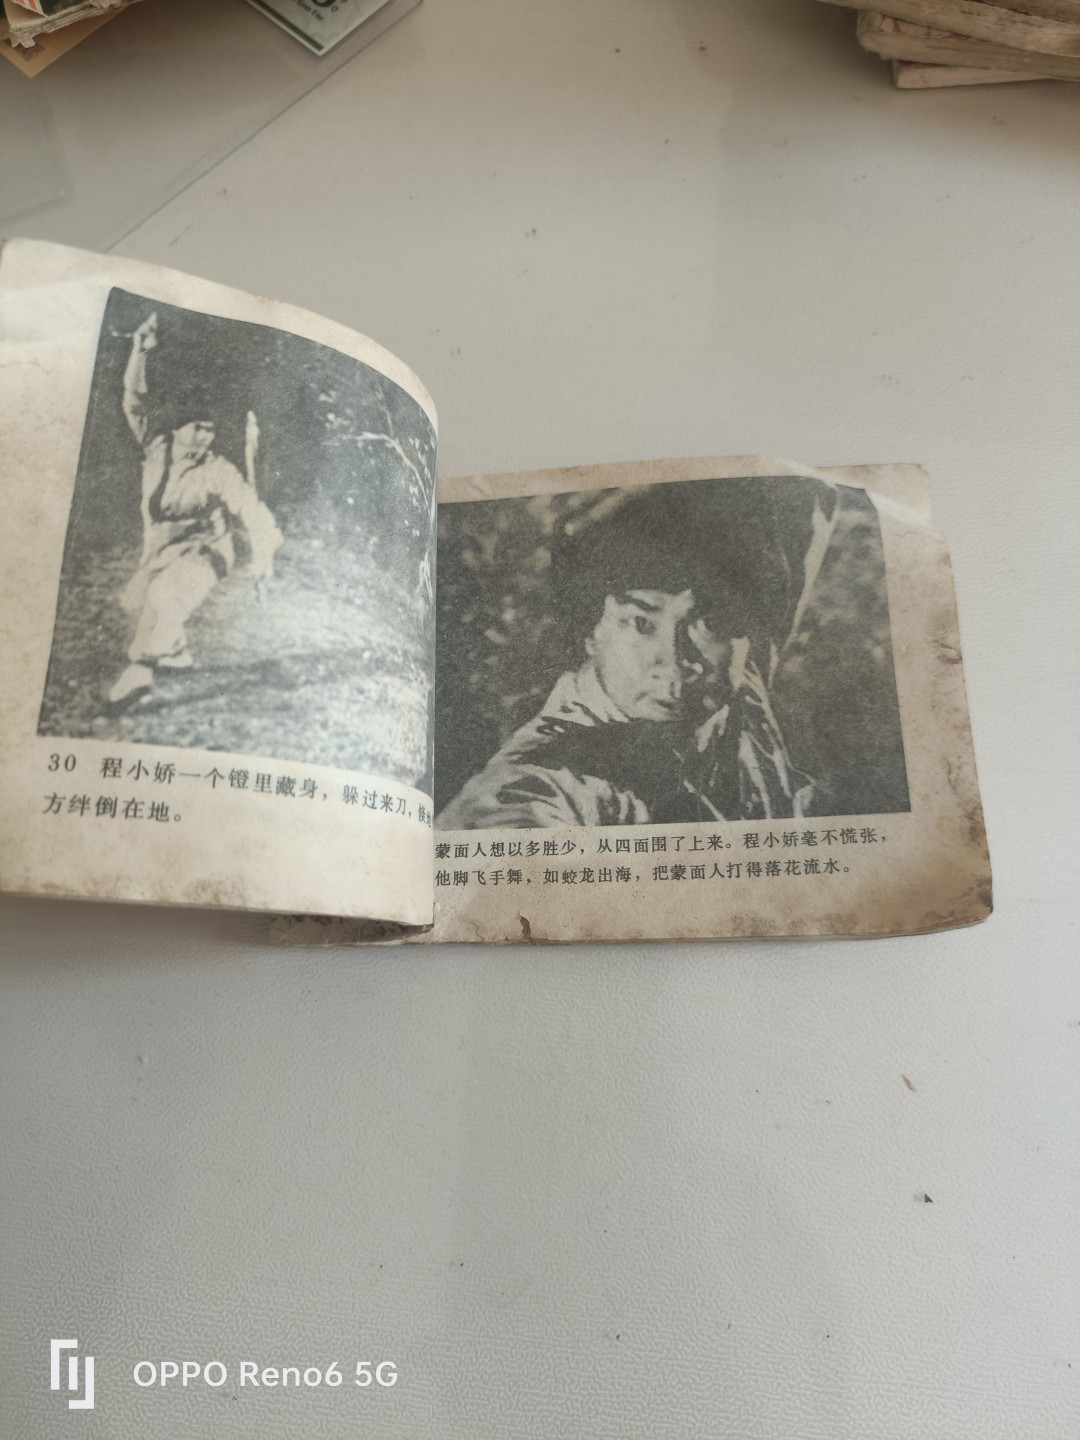 30 程小娇一个镫里藏身，躲过来刀，
方绊倒在地。
蒙面人想以多胜少，从四面围了上来。程小娇毫不慌张，
他脚飞手舞，如蛟龙出海，把蒙面人打得落花流水。
OPPO Reno6 5G